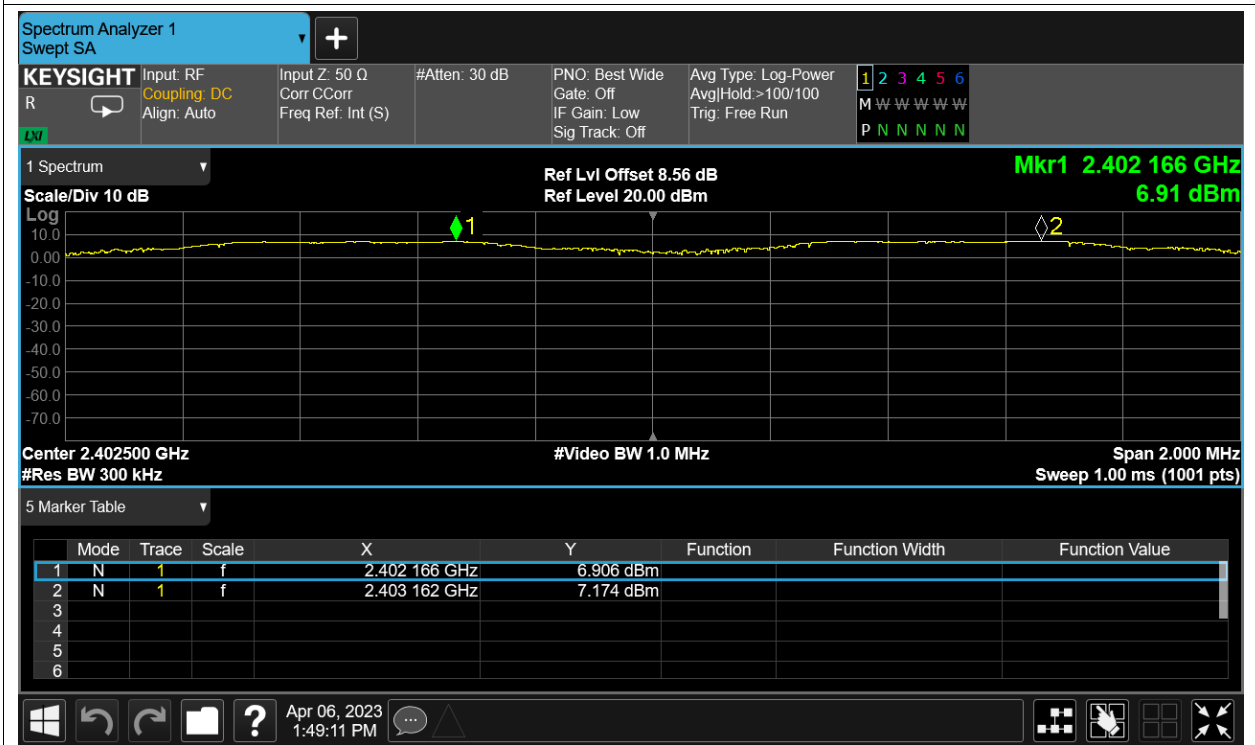 Spectrum Analyzer 1
Swept SA
+
KEYSIGHT
R
LXI
Input: RF
Coupling: DC
Align: Auto
Input Z: 50 Ω
Corr CCorr
Freq Ref: Int (S)
#Atten: 30 dB
PNO: Best Wide
Gate: Off
IF Gain: Low
Sig Track: Off
Avg Type: Log-Power
Avg|Hold:>100/100
Trig: Free Run
1 2 3 4 5 6
M W W W W W
P N N N N N
1 Spectrum
Scale/Div 10 dB
Ref Lvl Offset 8.56 dB
Ref Level 20.00 dBm
Mkr1 2.402 166 GHz
6.91 dBm
Log
10.0
0.00
-10.0
-20.0
-30.0
-40.0
-50.0
-60.0
-70.0
1
2
Center 2.402500 GHz
#Res BW 300 kHz
#Video BW 1.0 MHz
Span 2.000 MHz
Sweep 1.00 ms (1001 pts)
5 Marker Table
Mode Trace Scale X Y Function Function Width Function Value
1 N 1 f 2.402 166 GHz 6.906 dBm
2 N 1 f 2.403 162 GHz 7.174 dBm
3
4
5
6
?
Apr 06, 2023
1:49:11 PM